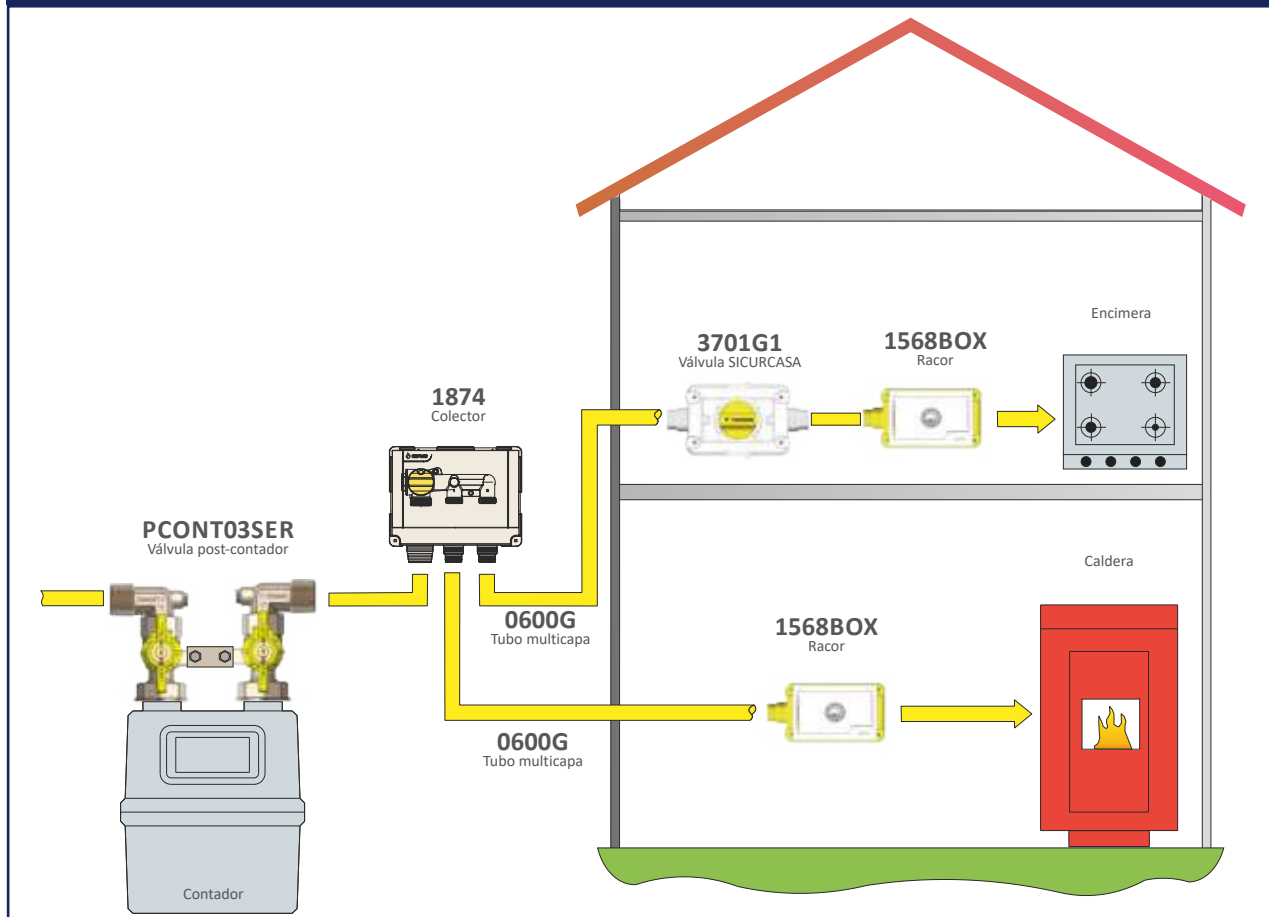 Encimera
3701G1
Válvula SICURCASA
1568BOX
Racor
1874
Colector
PCONT03SER
Válvula post-contador
Caldera
0600G
Tubo multicapa
1568BOX
Racor
0600G
Tubo multicapa
Contador